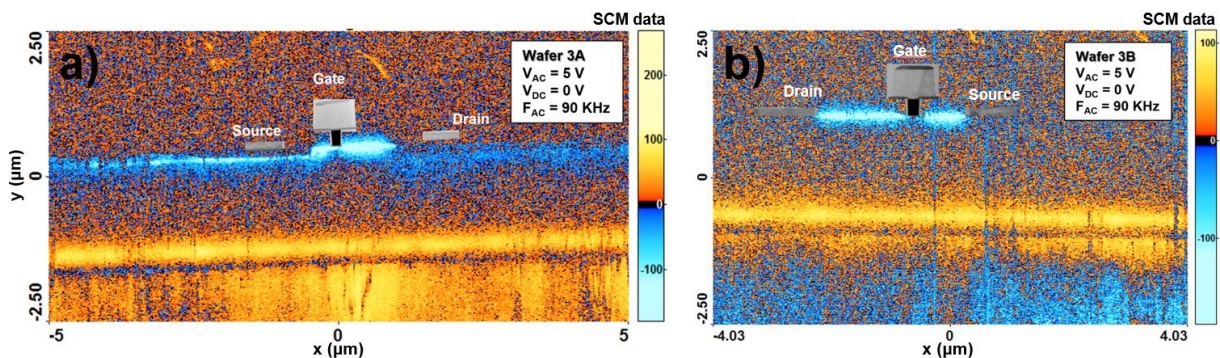 SCM data
a)
Wafer 3A
V_AC = 5 V
V_DC = 0 V
F_AC = 90 KHz
Gate
Source
Drain
2.50
0
-2.50
y (µm)
-5
0
5
x (µm)
200
100
0
-100
SCM data
b)
Wafer 3B
V_AC = 5 V
V_DC = 0 V
F_AC = 90 KHz
Gate
Drain
Source
2.50
0
-2.50
-4.03
0
4.03
x (µm)
100
0
-100